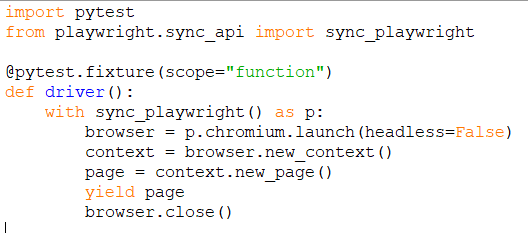 import pytest
from playwright.sync_api import sync_playwright

@pytest.fixture(scope="function")
def driver():
    with sync_playwright() as p:
        browser = p.chromium.launch(headless=False)
        context = browser.new_context()
        page = context.new_page()
        yield page
        browser.close()